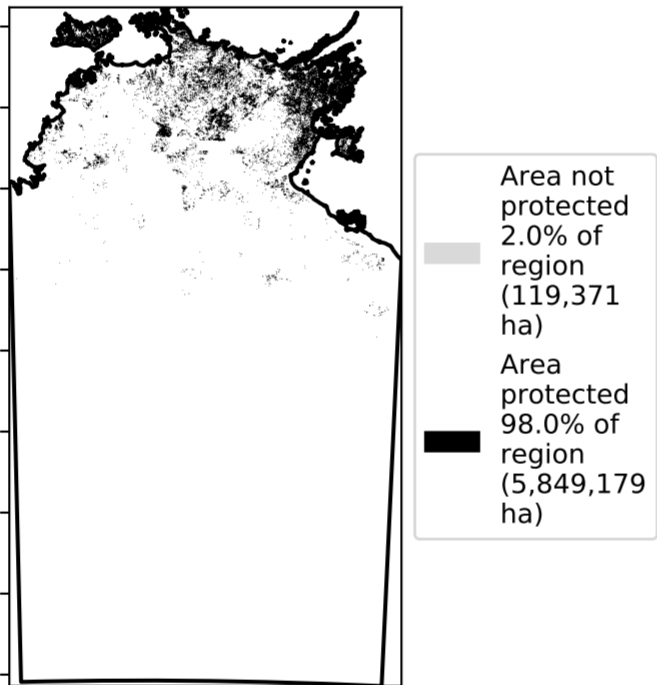 Area not
protected
2.0% of
region
(119,371
ha)
Area
protected
98.0% of
region
(5,849,179
ha)